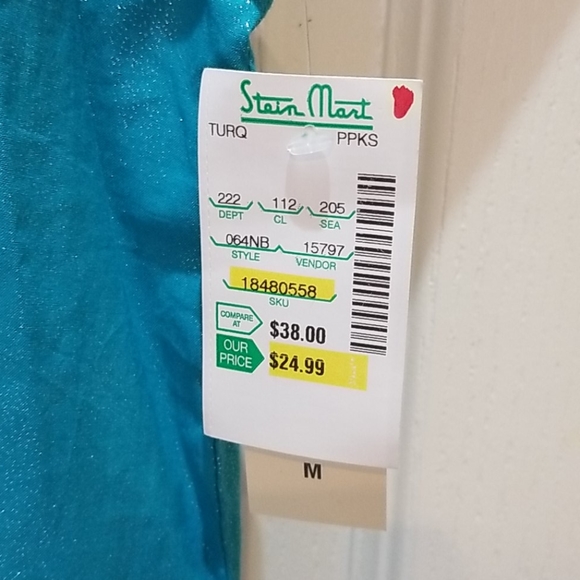 Stein Mart
TURQ PPKS
222 112 205
DEPT CL SEA
064NB 15797
STYLE VENDOR
18480558
SKU
COMPARE AT $38.00
OUR PRICE $24.99
M